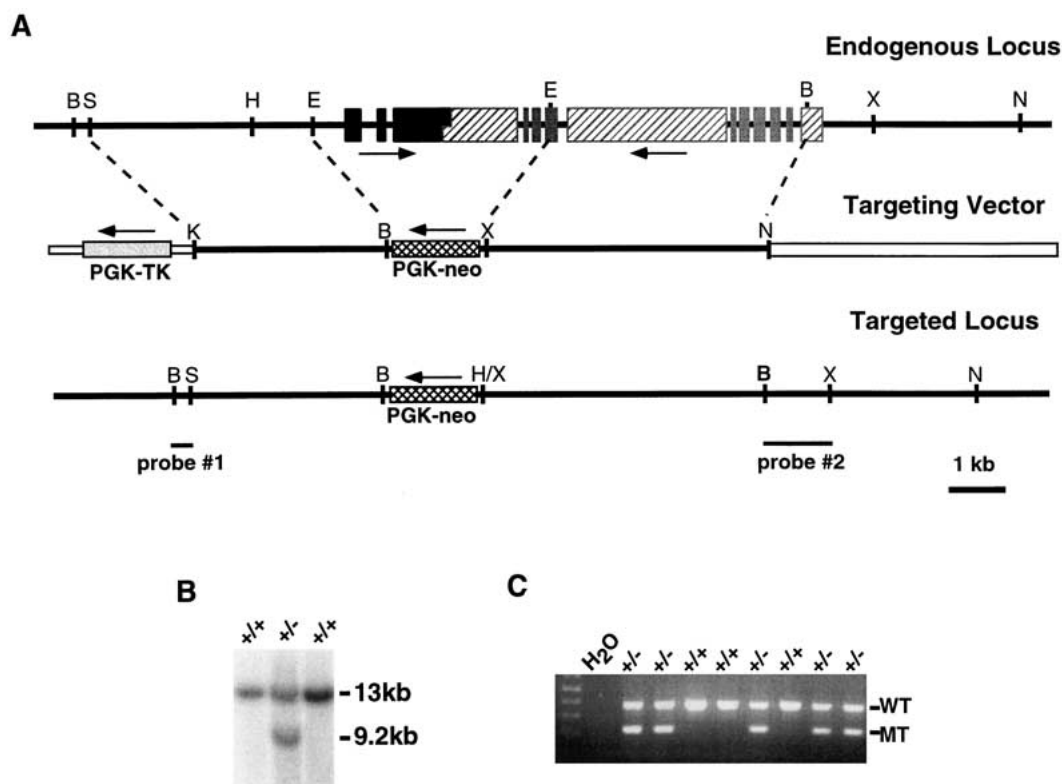 A
Endogenous Locus
B S H E E B X N
Targeting Vector
K B X N
PGK-TK PGK-neo
Targeted Locus
B S B H/X B X N
PGK-neo
probe #1 probe #2 1 kb
B
+/+ +/- +/+
-13kb
-9.2kb
C
H2O +/- +/- +/+ +/+ +/- +/+ +/- +/-
-WT
-MT